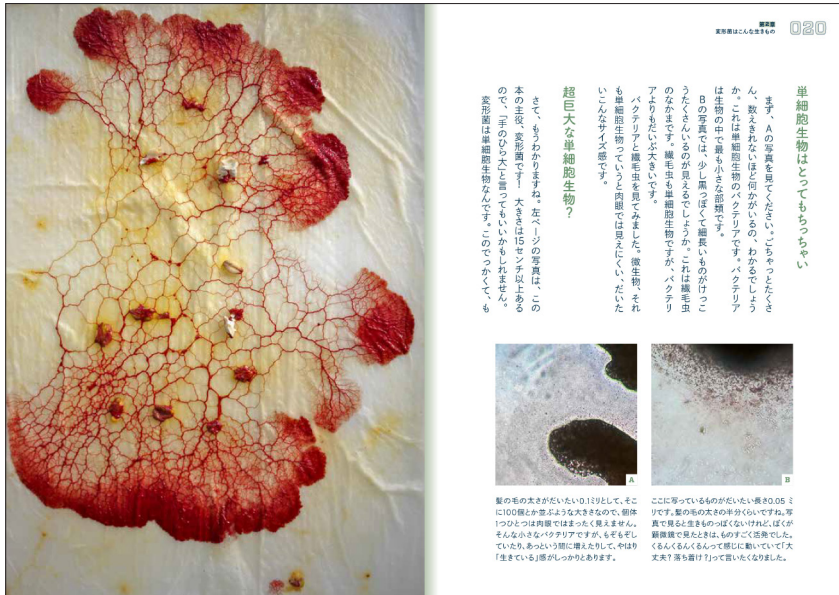 第2章
変形菌はこんな生きもの
020
単細胞生物はとってもちっちゃい
まず、Aの写真を見てください。ごちゃっとたくさ
ん、数えきれないほど何かがいるの、わかるでしょう
か。これは単細胞生物のバクテリアです。バクテリア
は生物の中で最も小さな部類です。
Bの写真では、少し黒っぽくて細長いものがけっこ
うたくさんいるのが見えるでしょうか。これは繊毛虫
のなかまです。繊毛虫も単細胞生物ですが、バクテリ
アよりもだいぶ大きいです。
バクテリアと繊毛虫を見てみました。微生物、それ
も単細胞生物っていうと肉眼では見えにくい、だいた
いこんなサイズ感です。
超巨大な単細胞生物?
さて、もうわかりますね。左ページの写真は、この
本の主役、変形菌です! 大きさは15センチ以上ある
ので、「手のひら大」と言ってもいいかもしれません。
変形菌は単細胞生物なんです。このでっかくて、も
A
B
髪の毛の太さがだいたい0.1ミリとして、そこ
に100個とか並ぶような大きさなので、個体
1つひとつは肉眼ではまったく見えません。
そんな小さなバクテリアですが、もぞもぞし
ていたり、あっという間に増えたりして、やはり
「生きている」感がしっかりとあります。
ここに写っているものがだいたい長さ0.05 ミ
リです。髪の毛の太さの半分くらいですね。写
真で見ると生きものっぽくないけれど、ぼくが
顕微鏡で見たときは、ものすごく活発でした。
くるんくるんくるんって感じに動いていて「大
丈夫?落ち着け?」って言いたくなりました。